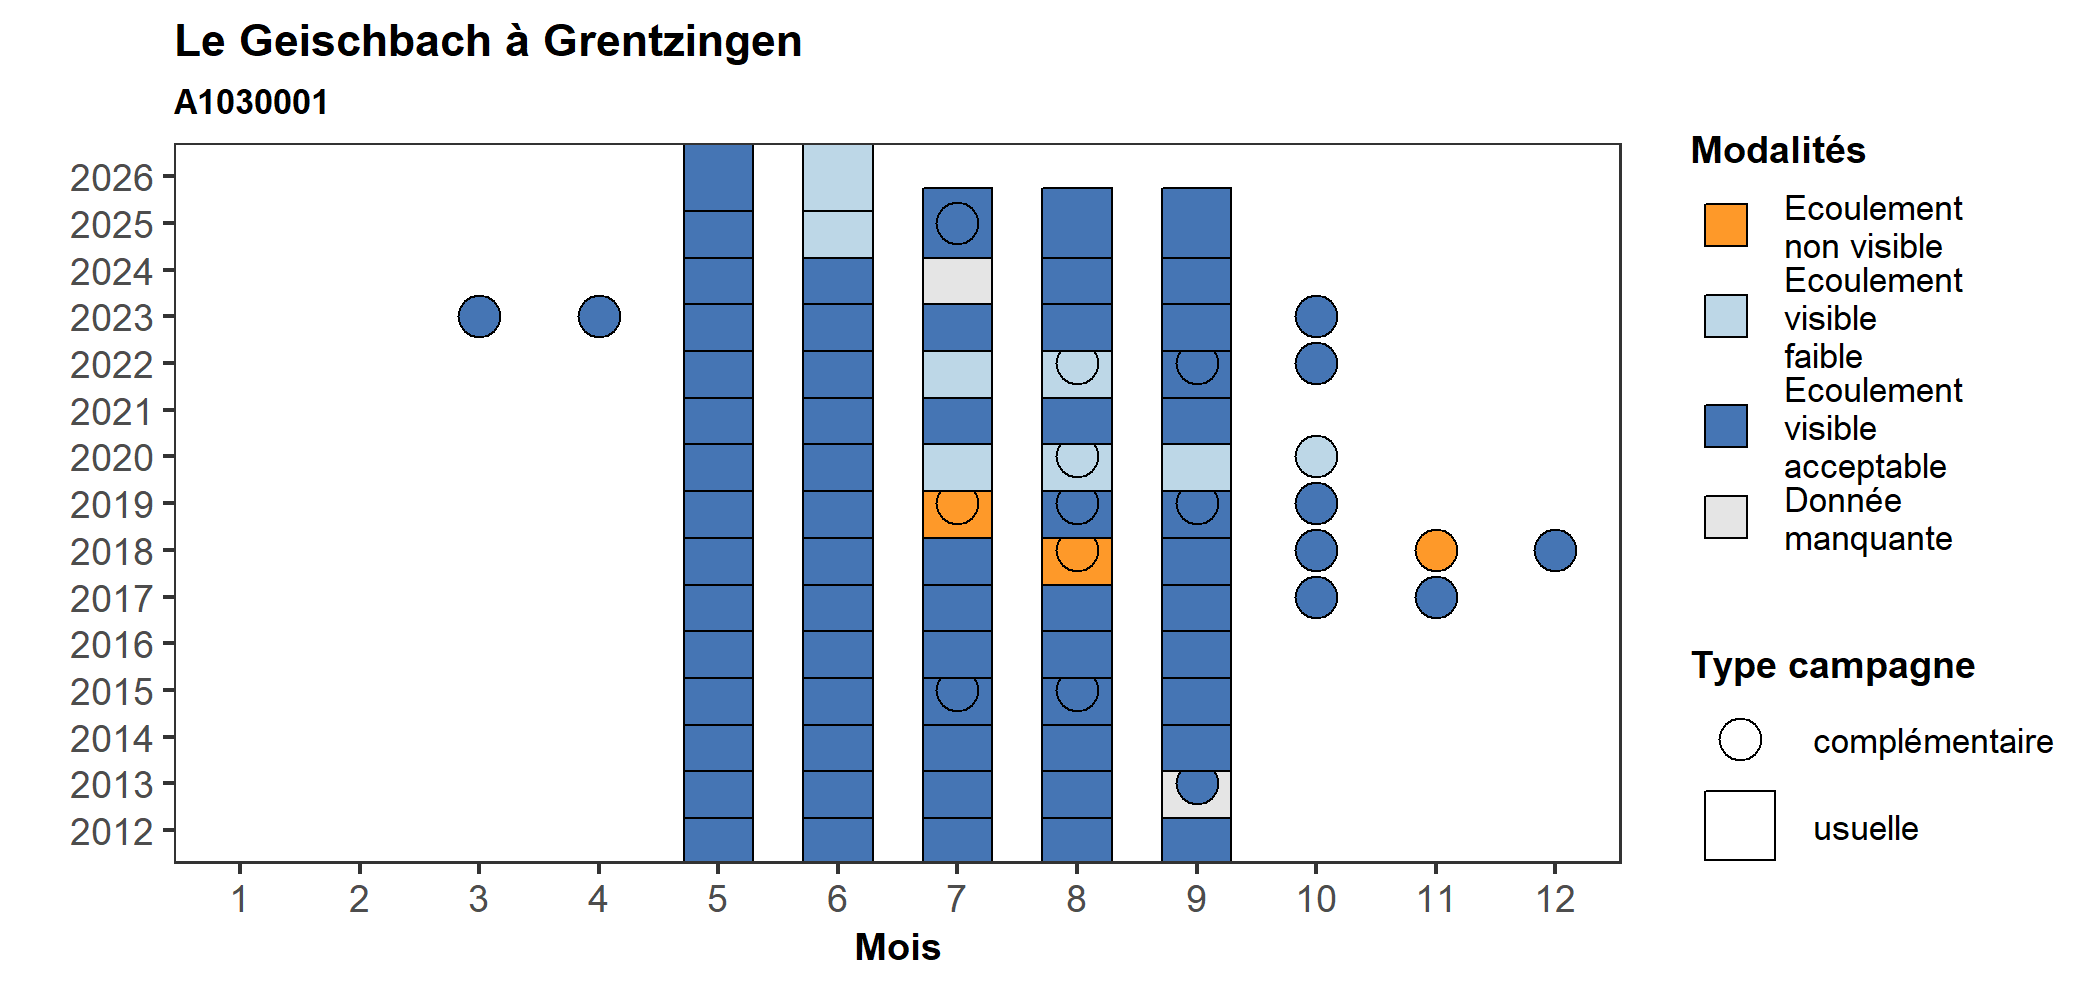 Le Geischbach à Grentzingen
A1030001
2026
2025
2024
2023
2022
2021
2020
2019
2018
2017
2016
2015
2014
2013
2012
1 2 3 4 5 6 7 8 9 10 11 12
Mois
Modalités
Ecoulement
non visible
Ecoulement
visible
faible
Ecoulement
visible
acceptable
Donnée
manquante
Type campagne
complémentaire
usuelle